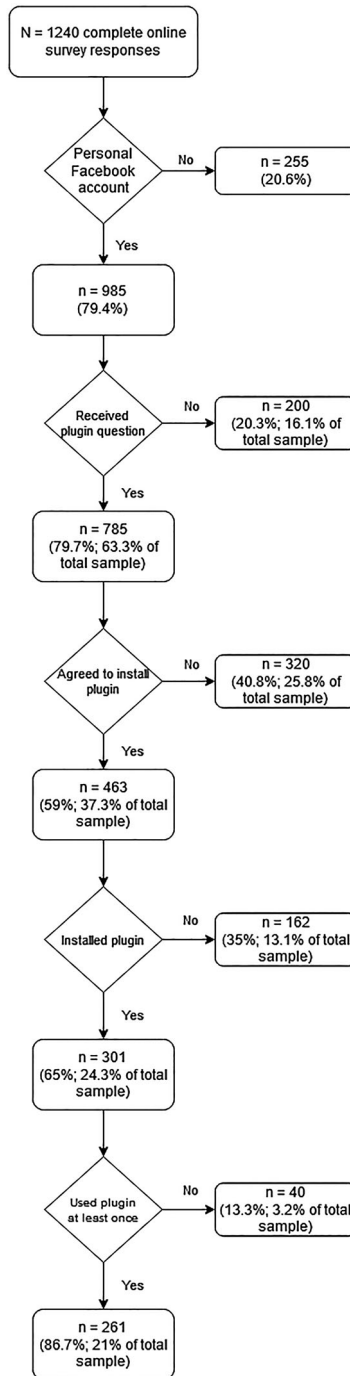 N = 1240 complete online
survey responses
Personal
Facebook
account
No
n = 255
(20.6%)
Yes
n = 985
(79.4%)
Received
plugin question
No
n = 200
(20.3%; 16.1% of
total sample)
Yes
n = 785
(79.7%; 63.3% of
total sample)
Agreed to install
plugin
No
n = 320
(40.8%; 25.8% of
total sample)
Yes
n = 463
(59%; 37.3% of total
sample)
Installed plugin
No
n = 162
(35%; 13.1% of total
sample)
Yes
n = 301
(65%; 24.3% of total
sample)
Used plugin
at least once
No
n = 40
(13.3%; 3.2% of total
sample)
Yes
n = 261
(86.7%; 21% of total
sample)